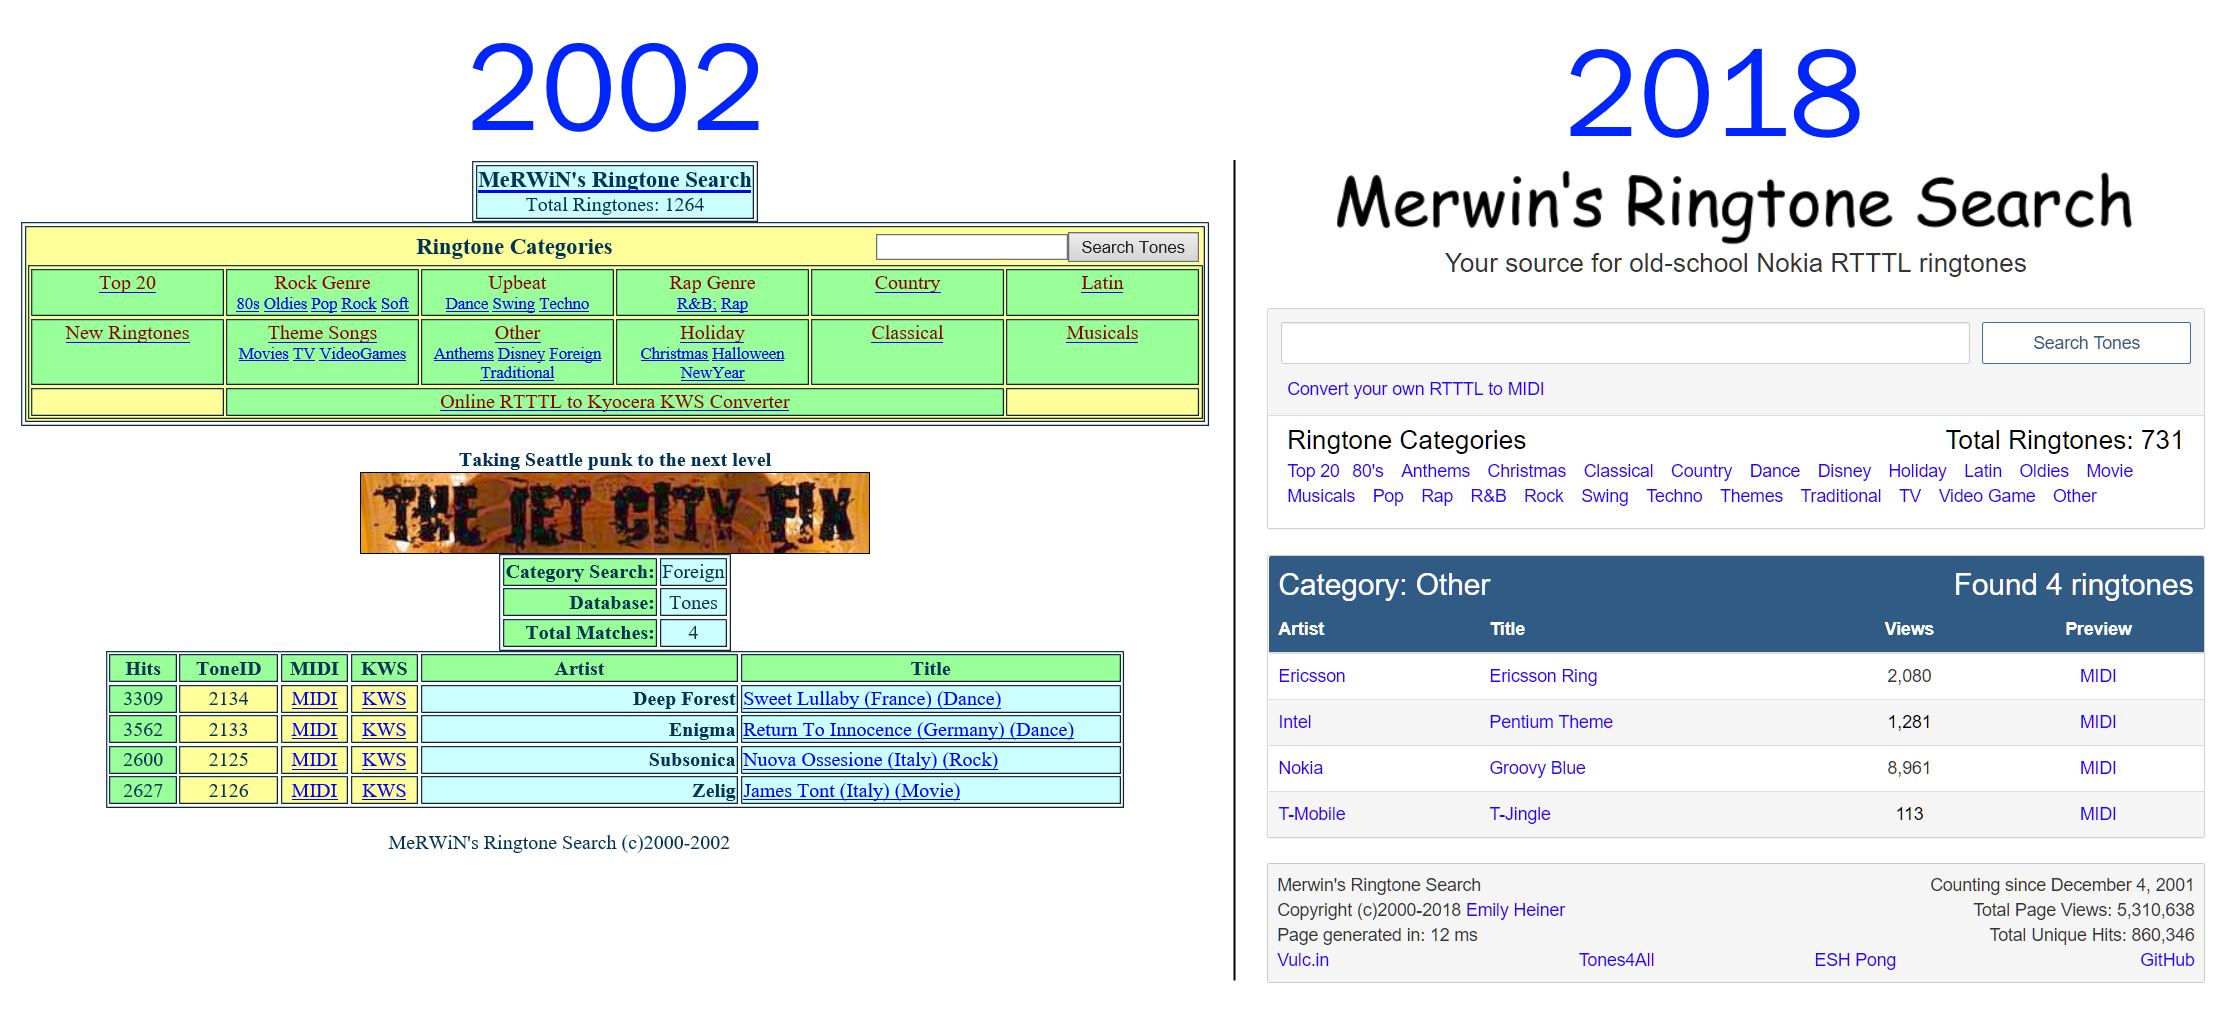 2002
MeRWiN's Ringtone Search
Total Ringtones: 1264
Ringtone Categories Search Tones
Top 20 Rock Genre Upbeat Rap Genre Country Latin
80s Oldies Pop Rock Soft Dance Swing Techno R&B; Rap
New Ringtones Theme Songs Other Holiday Classical Musicals
Movies TV VideoGames Anthems Disney Foreign Christmas Halloween
Traditional NewYear
Online RTTTL to Kyocera KWS Converter
Taking Seattle punk to the next level
THE JET CITY FIX
Category Search: Foreign
Database: Tones
Total Matches: 4
Hits ToneID MIDI KWS Artist Title
3309 2134 MIDI KWS Deep Forest Sweet Lullaby (France) (Dance)
3562 2133 MIDI KWS Enigma Return To Innocence (Germany) (Dance)
2600 2125 MIDI KWS Subsonica Nuova Ossesione (Italy) (Rock)
2627 2126 MIDI KWS Zelig James Tont (Italy) (Movie)
MeRWiN's Ringtone Search (c)2000-2002
2018
Merwin's Ringtone Search
Your source for old-school Nokia RTTTL ringtones
Search Tones
Convert your own RTTTL to MIDI
Ringtone Categories Total Ringtones: 731
Top 20 80's Anthems Christmas Classical Country Dance Disney Holiday Latin Oldies Movie
Musicals Pop Rap R&B Rock Swing Techno Themes Traditional TV Video Game Other
Category: Other Found 4 ringtones
Artist Title Views Preview
Ericsson Ericsson Ring 2,080 MIDI
Intel Pentium Theme 1,281 MIDI
Nokia Groovy Blue 8,961 MIDI
T-Mobile T-Jingle 113 MIDI
Merwin's Ringtone Search Counting since December 4, 2001
Copyright (c)2000-2018 Emily Heiner Total Page Views: 5,310,638
Page generated in: 12 ms Total Unique Hits: 860,346
Vulc.in Tones4All ESH Pong GitHub